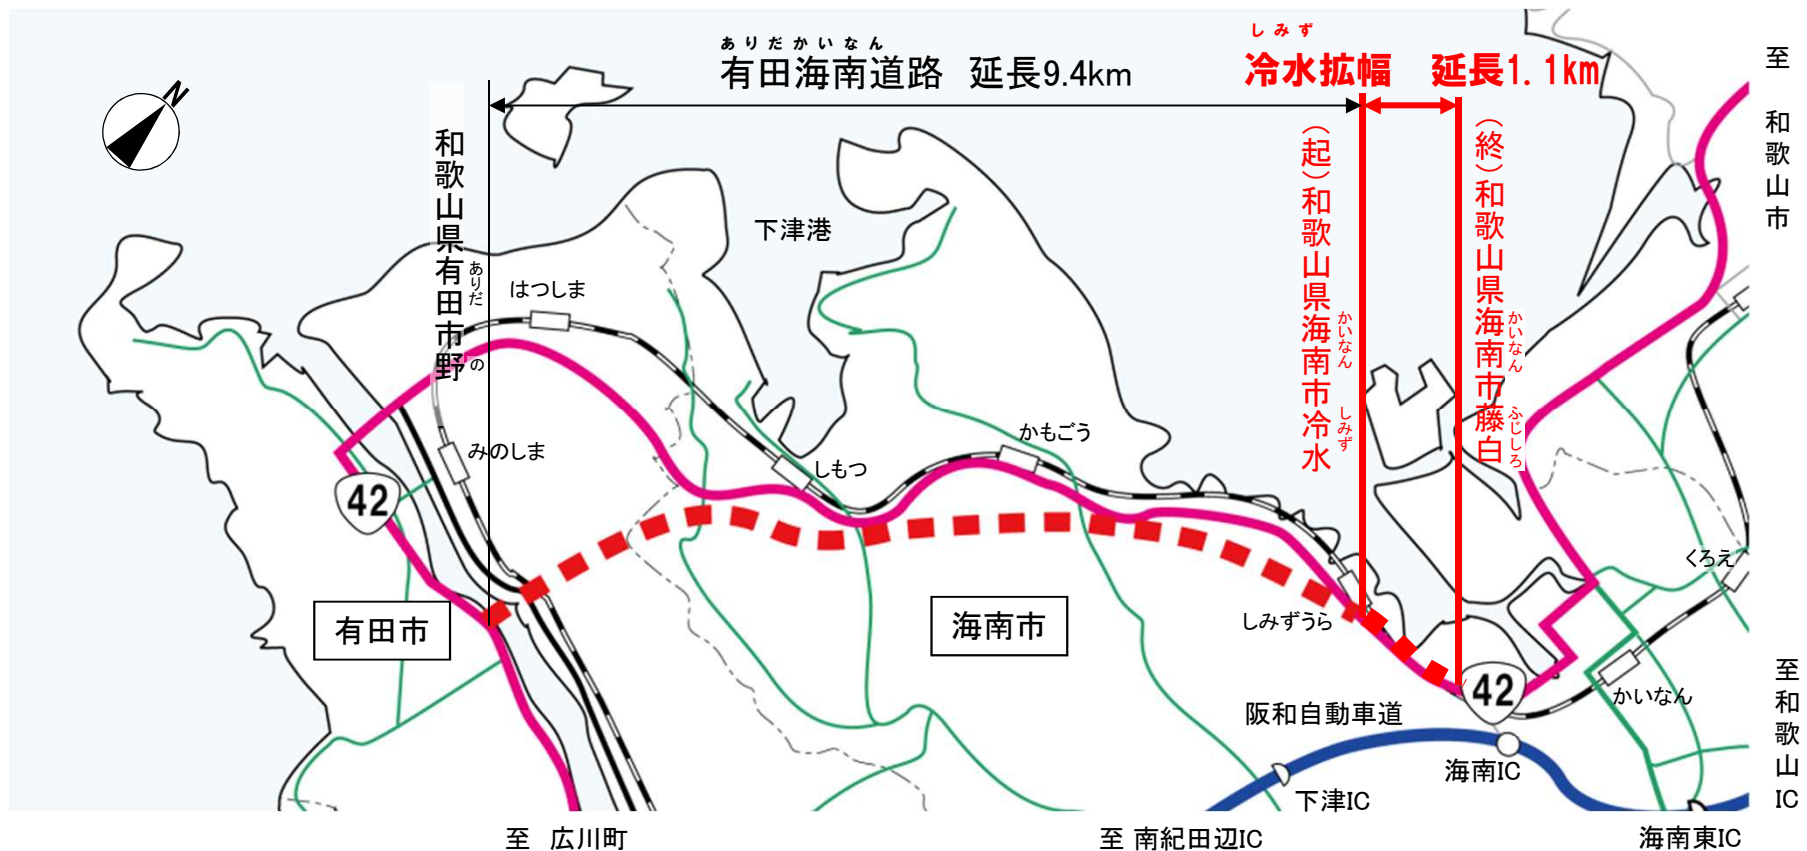 ありだかいなん
有田海南道路 延長9.4km
しみず
冷水拡幅 延長1.1km
至 和歌山市
N
和歌山県有田市野
ありだ
の
(起)和歌山県海南市冷水
かいなん
しみず
(終)和歌山県海南市藤白
かいなん
ふじしろ
下津港
はつしま
みのしま
しもつ
かもごう
42
くろえ
有田市
海南市
しみずうら
42
かいなん
阪和自動車道
海南IC
下津IC
至和歌山IC
至 広川町
至 南紀田辺IC
海南東IC